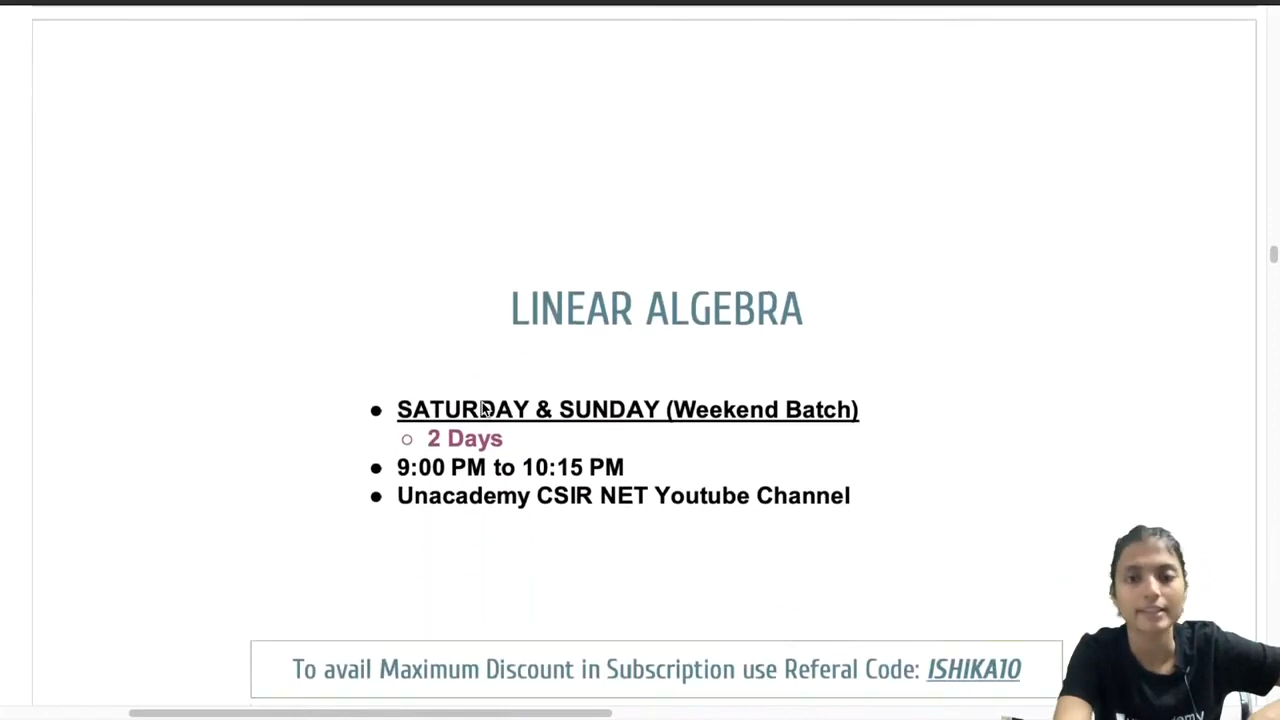 LINEAR ALGEBRA
● SATURDAY & SUNDAY (Weekend Batch)
○ 2 Days
● 9:00 PM to 10:15 PM
● Unacademy CSIR NET Youtube Channel
To avail Maximum Discount in Subscription use Referal Code: ISHIKA10